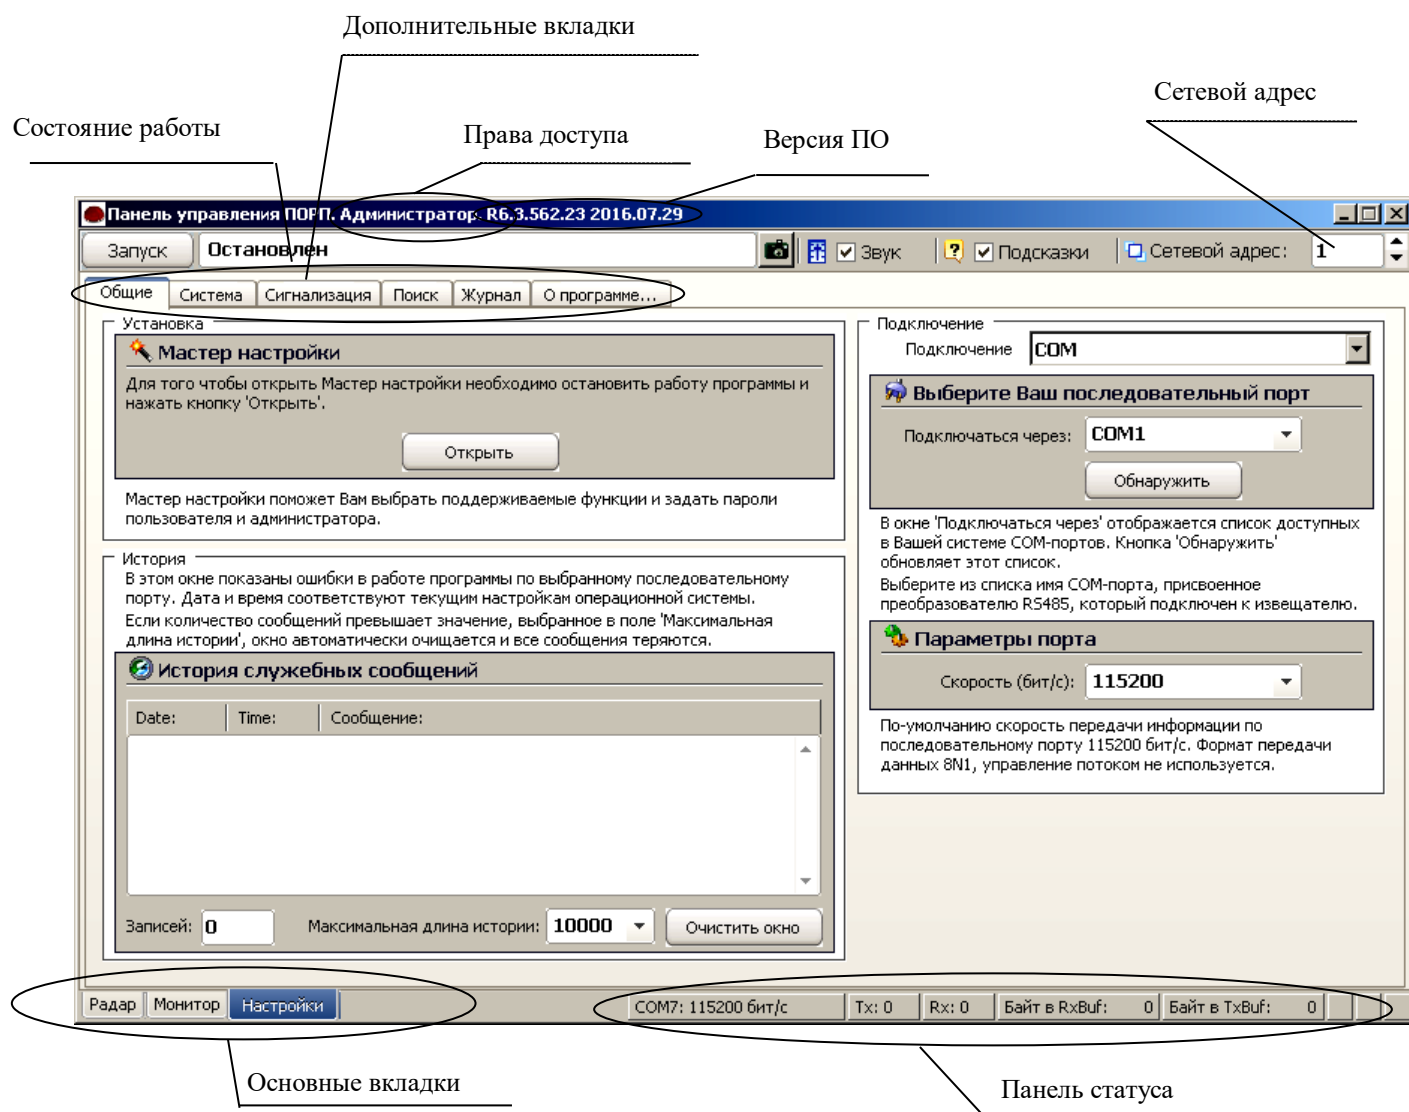 Дополнительные вкладки
Сетевой адрес
Состояние работы
Права доступа
Версия ПО
Панель управления ПОРП. Администратор. R6.3.562.23 2016.07.29
Запуск
Остановлен
Звук
Подсказки
Сетевой адрес:
1
Общие
Система
Сигнализация
Поиск
Журнал
О программе...
Установка
Мастер настройки
Для того чтобы открыть Мастер настройки необходимо остановить работу программы и
нажать кнопку 'Открыть'.
Открыть
Мастер настройки поможет Вам выбрать поддерживаемые функции и задать пароли
пользователя и администратора.
История
В этом окне показаны ошибки в работе программы по выбранному последовательному
порту. Дата и время соответствуют текущим настройкам операционной системы.
Если количество сообщений превышает значение, выбранное в поле 'Максимальная
длина истории', окно автоматически очищается и все сообщения теряются.
История служебных сообщений
Date:
Time:
Сообщение:
Записей:
0
Максимальная длина истории:
10000
Очистить окно
Подключение
Подключение
COM
Выберите Ваш последовательный порт
Подключаться через:
COM1
Обнаружить
В окне 'Подключаться через' отображается список доступных
в Вашей системе COM-портов. Кнопка 'Обнаружить'
обновляет этот список.
Выберите из списка имя COM-порта, присвоенное
преобразователю RS485, который подключен к извещателю.
Параметры порта
Скорость (бит/с):
115200
По-умолчанию скорость передачи информации по
последовательному порту 115200 бит/с. Формат передачи
данных 8N1, управление потоком не используется.
Радар
Монитор
Настройки
COM7: 115200 бит/с
Tx: 0
Rx: 0
Байт в RxBuf: 0
Байт в TxBuf: 0
Основные вкладки
Панель статуса